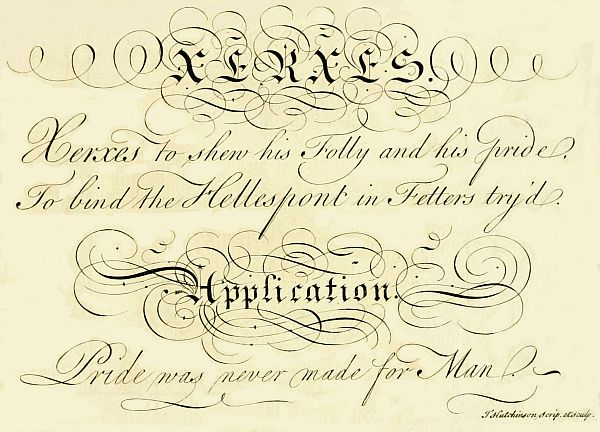 XERXES.
Xerxes to shew his Folly and his pride.
To bind the Hellespont in Fetters try'd.
Application.
Pride was never made for Man.
T. Hutchinson scrip. et sculp.